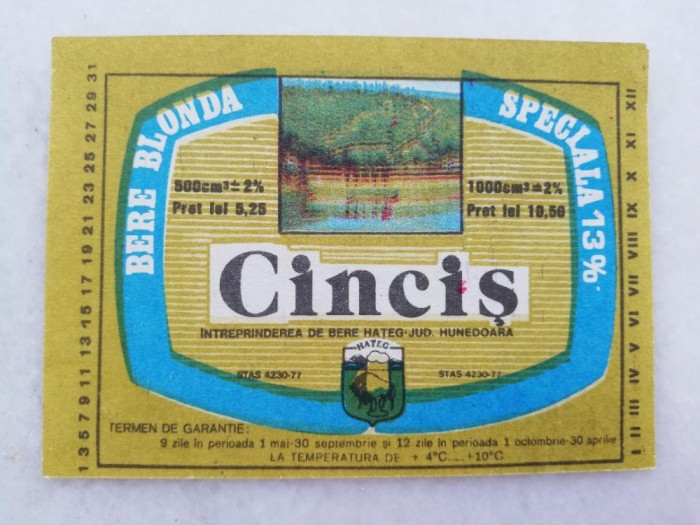 BERE BLONDA
SPECIALA 13%
500cm³±2%
Pret lei 5,25
1000cm³±2%
Pret lei 10,50
Cinciş
INTREPRINDEREA DE BERE HATEG-JUD. HUNEDOARA
HATEG
STAS 4230-77
STAS 4230-77
TERMEN DE GARANTIE:
9 zile în perioada 1 mai-30 septembrie şi 12 zile în perioada 1 octombrie-30 aprilie
LA TEMPERATURA DE + 4°C.....+10°C
1 3 5 7 9 11 13 15 17 19 21 23 25 27 29 31
I II III IV V VI VII VIII IX X XI XII